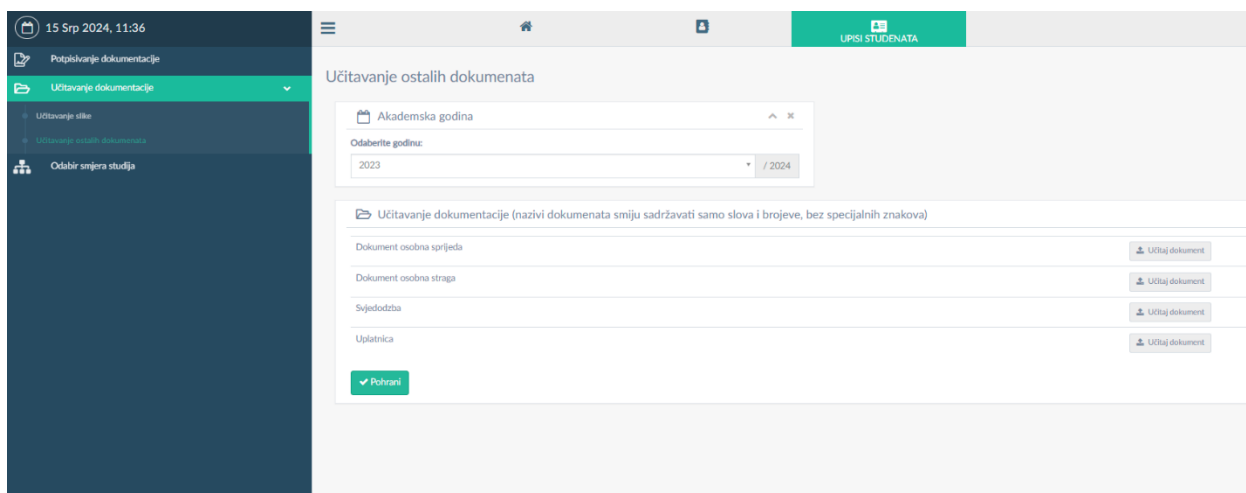 15 Srp 2024, 11:36
UPISI STUDENATA
Potpisivanje dokumentacije
Učitavanje dokumentacije
Učitavanje slike
Učitavanje ostalih dokumenata
Odabir smjera studija
Učitavanje ostalih dokumenata
Akademska godina
Odaberite godinu:
2023 / 2024
Učitavanje dokumentacije (nazivi dokumenata smiju sadržavati samo slova i brojeve, bez specijalnih znakova)
Dokument osobna sprijeda Učitaj dokument
Dokument osobna straga Učitaj dokument
Svjedodzba Učitaj dokument
Uplatnica Učitaj dokument
Pohrani